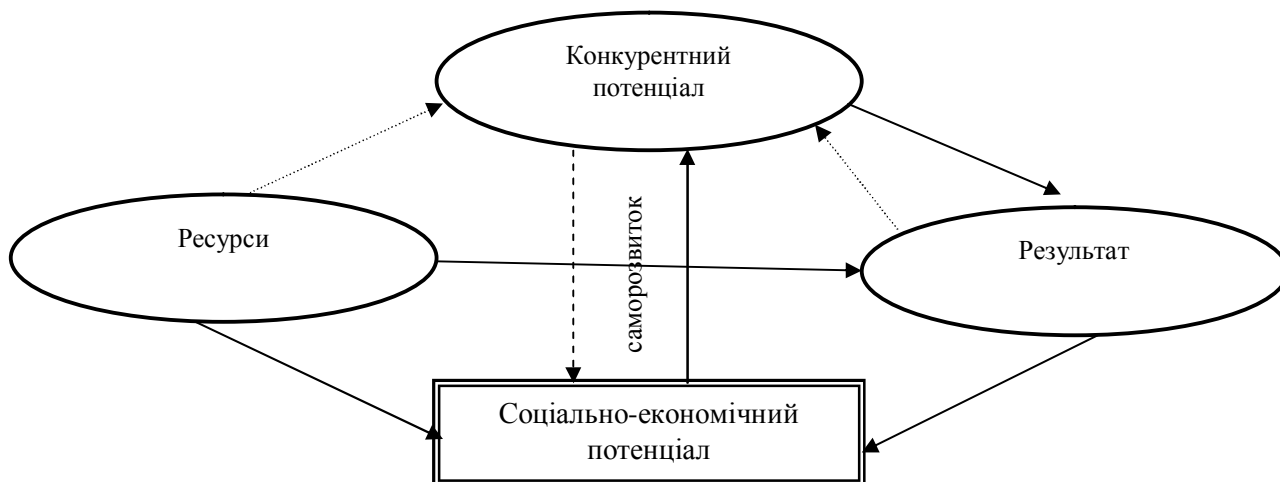 Конкурентний
потенціал
Ресурси
саморозвиток
Результат
Соціально-економічний
потенціал